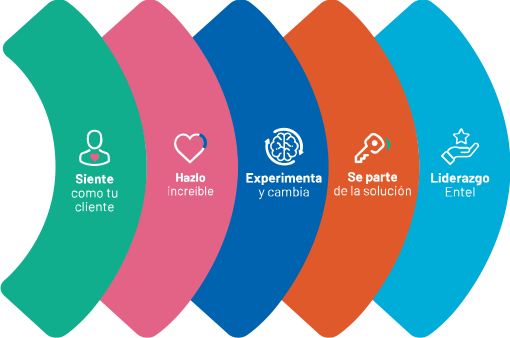 Siente
como tu
cliente
Hazlo
increíble
Experimenta
y cambia
Se parte
de la solución
Liderazgo
Entel